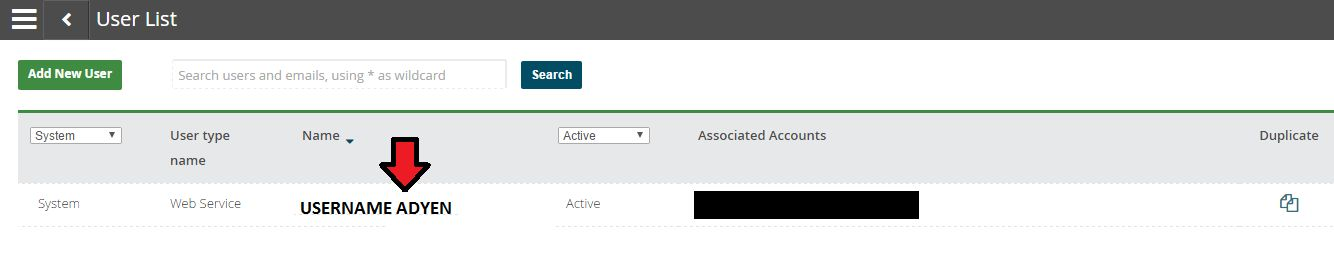 User List
Add New User
Search users and emails, using * as wildcard
Search
System
User type name
Name
Active
Associated Accounts
Duplicate
System
Web Service
USERNAME ADYEN
Active